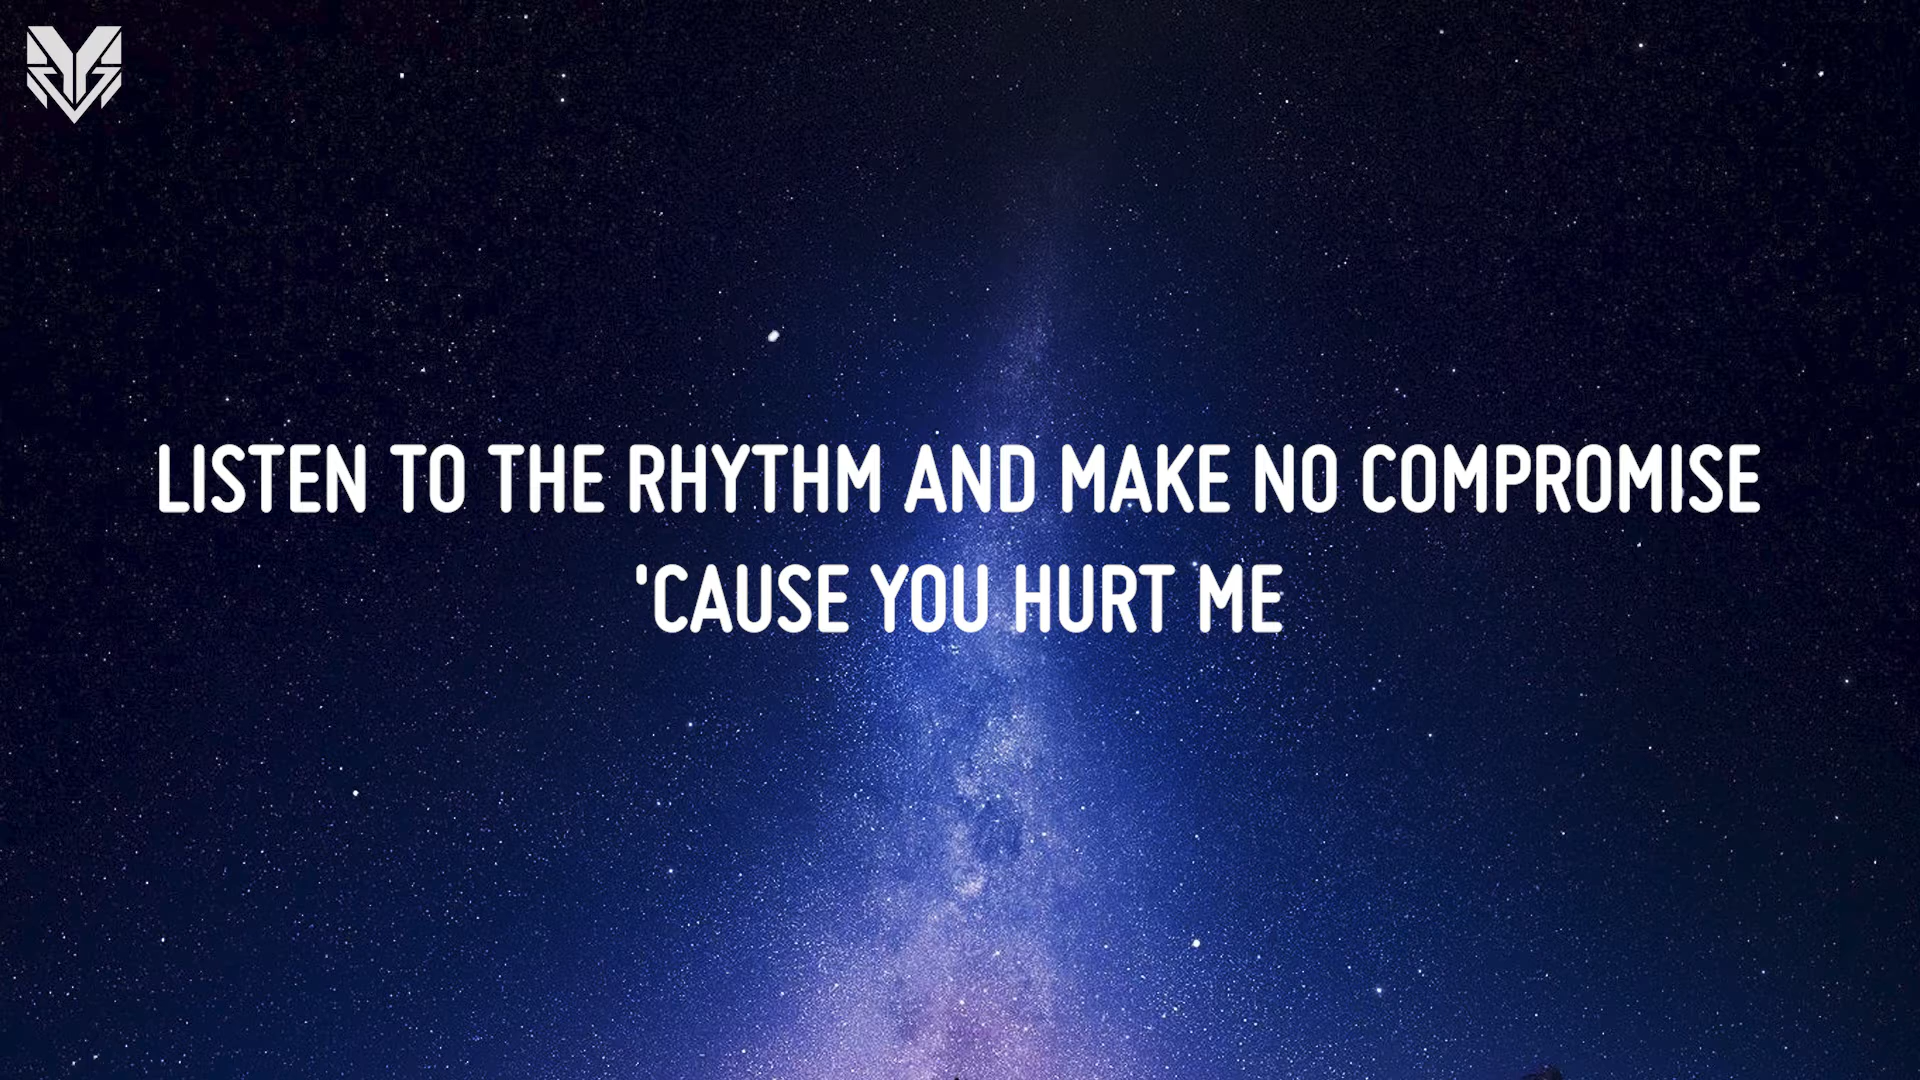 LISTEN TO THE RHYTHM AND MAKE NO COMPROMISE
'CAUSE YOU HURT ME